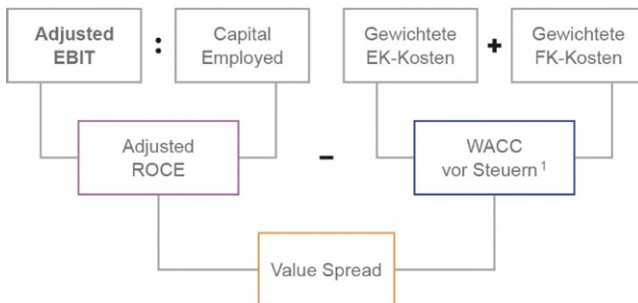 Adjusted
EBIT
:
Capital
Employed
Gewichtete
EK-Kosten
+
Gewichtete
FK-Kosten
Adjusted
ROCE
–
WACC
vor Steuern¹
Value Spread